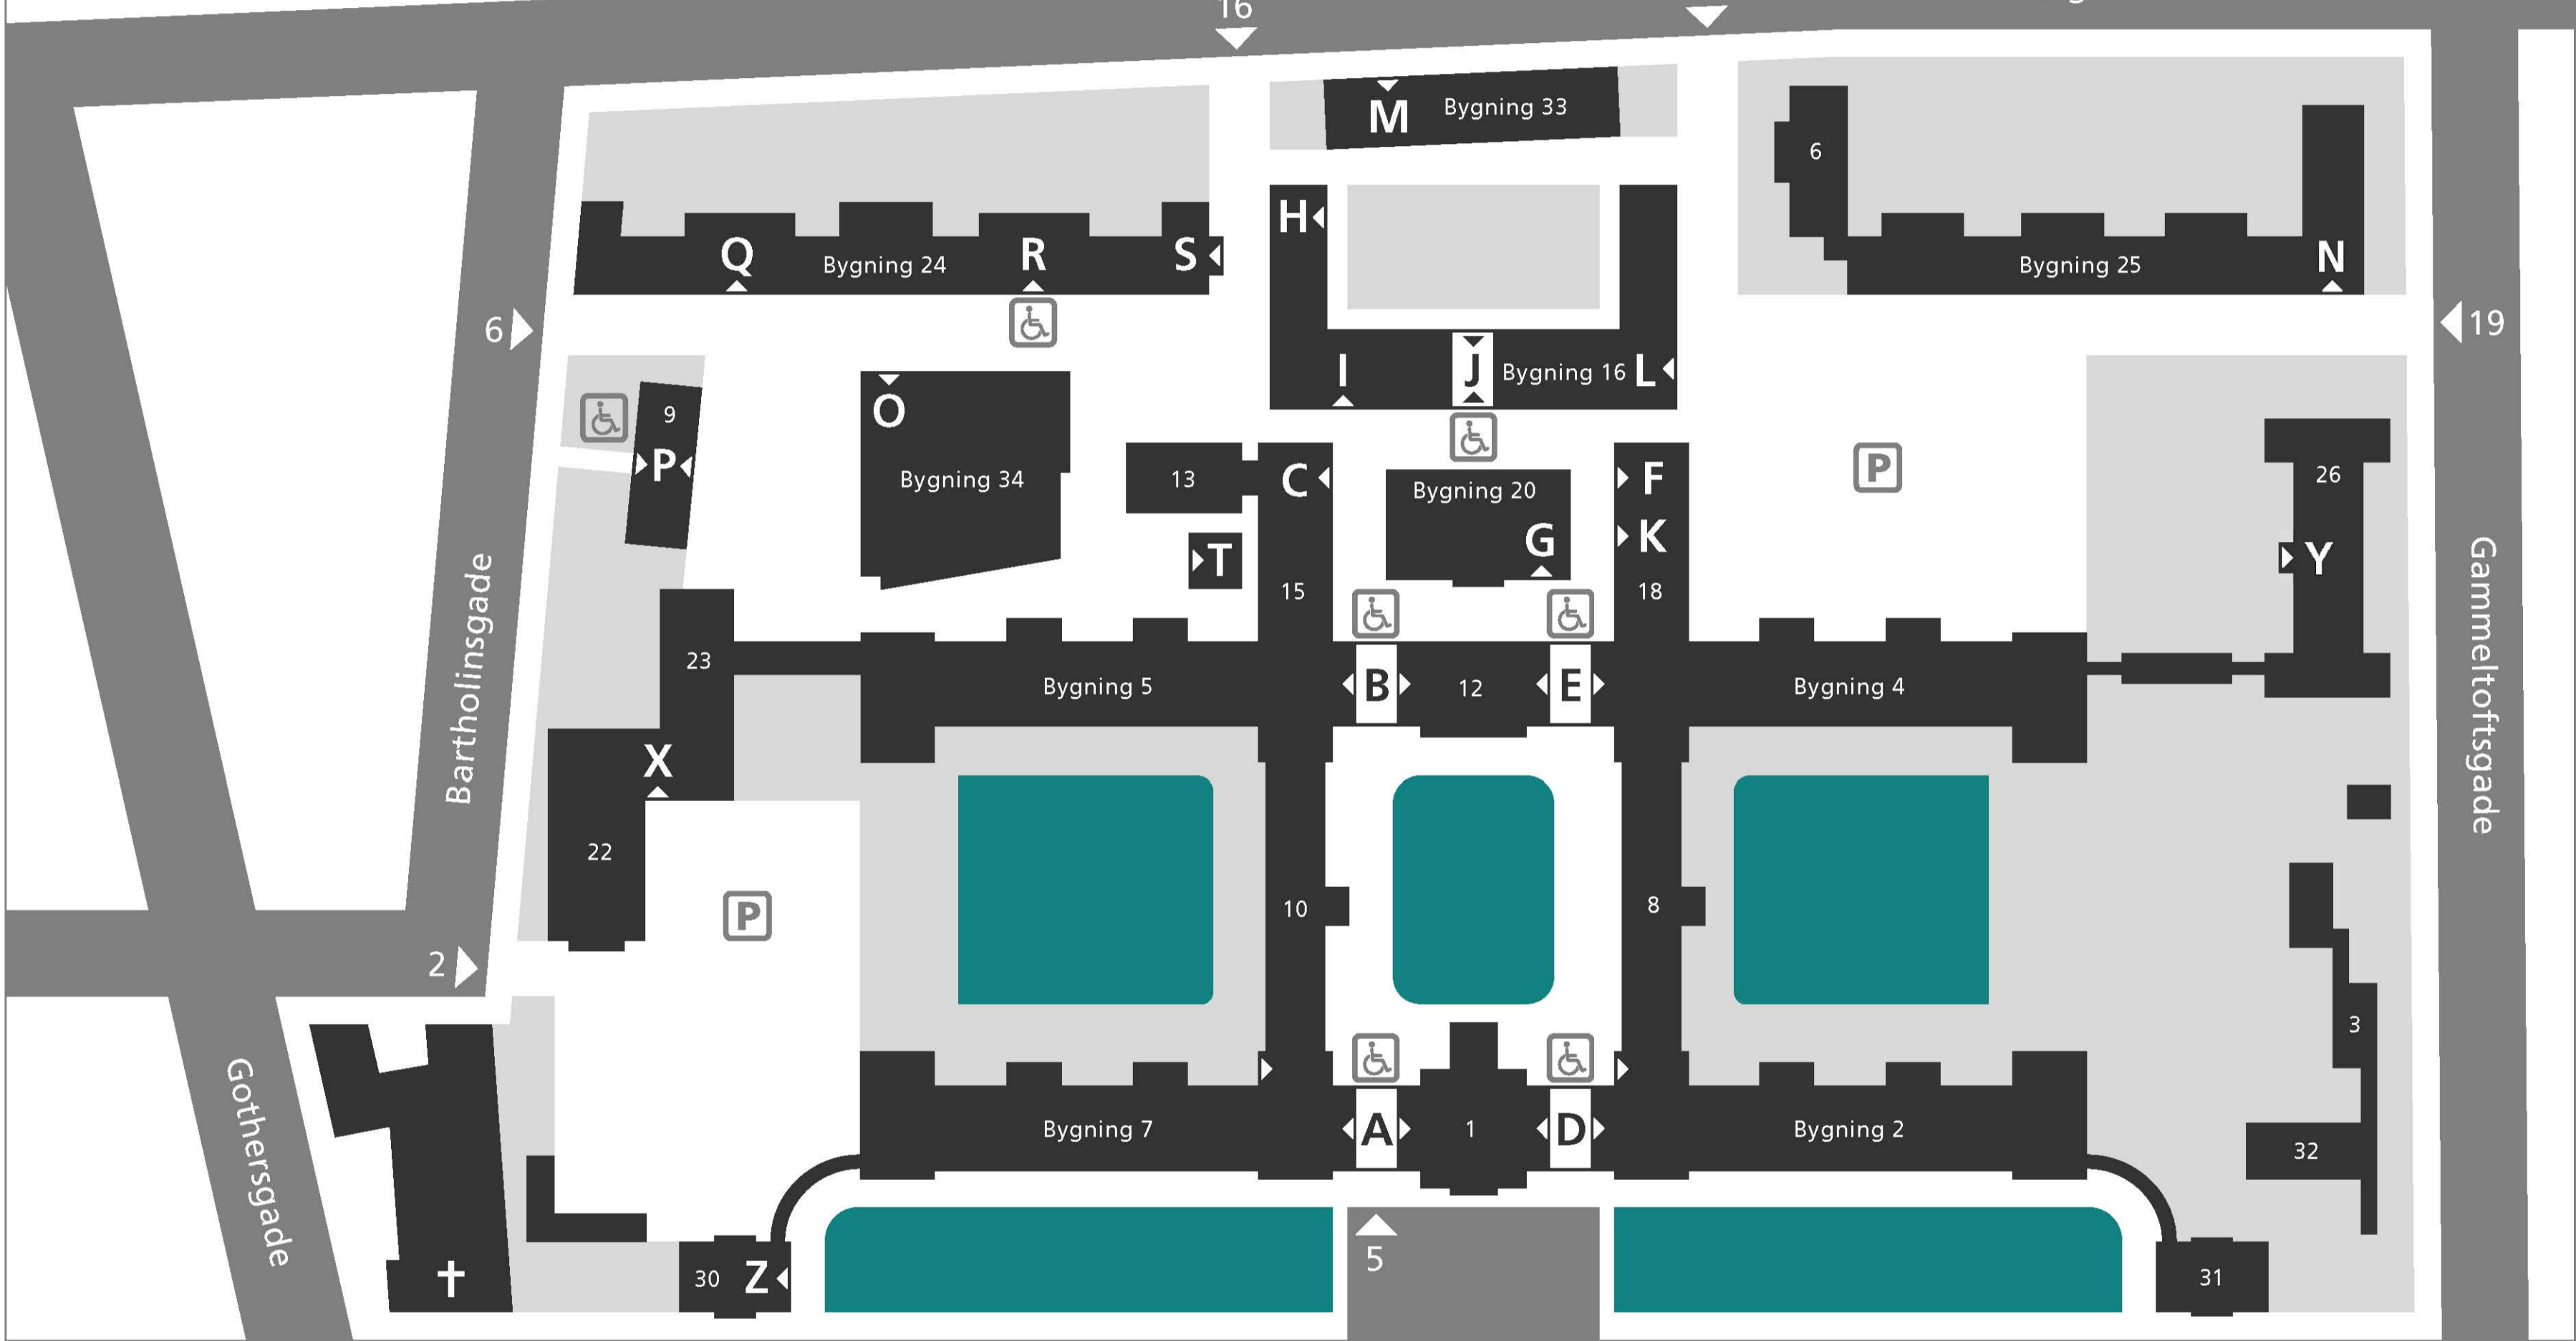 16
M Bygning 33
6
H
Q Bygning 24 R S
Bygning 25 N
6
19
I J Bygning 16 L
9
O
P
Bygning 34
13
C
Bygning 20
F
P
26
G
K
T
Y
15
18
Bartholinsgade
Gammeltoftsgade
23
Bygning 5
B
12
E
Bygning 4
X
22
P
10
8
2
3
Gothersgade
Bygning 7
A
1
D
Bygning 2
32
5
30 Z
31